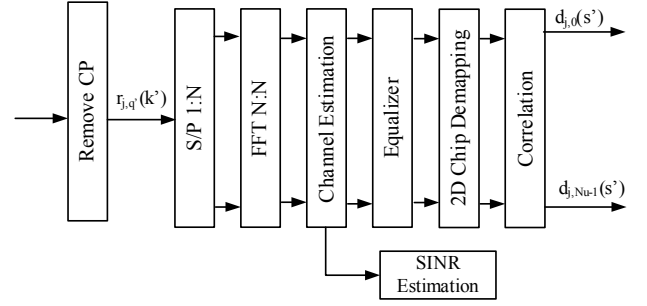 Remove CP
r_{j,q'}(k')
S/P 1:N
FFT N:N
Channel Estimation
Equalizer
2D Chip Demapping
Correlation
d_{j,0}(s')
d_{j,Nu-1}(s')
SINR
Estimation